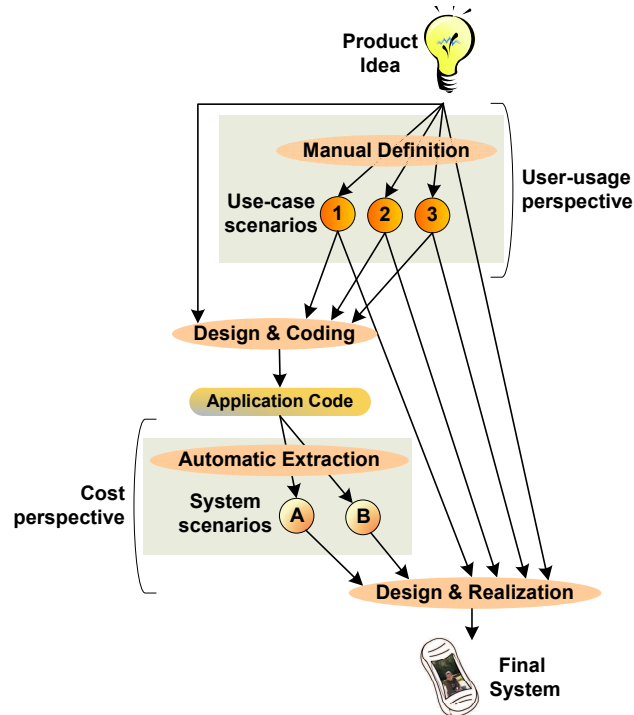 Product
Idea
Manual Definition
User-usage
perspective
Use-case
scenarios
1
2
3
Design & Coding
Application Code
Automatic Extraction
Cost
perspective
System
scenarios
A
B
Design & Realization
Final
System